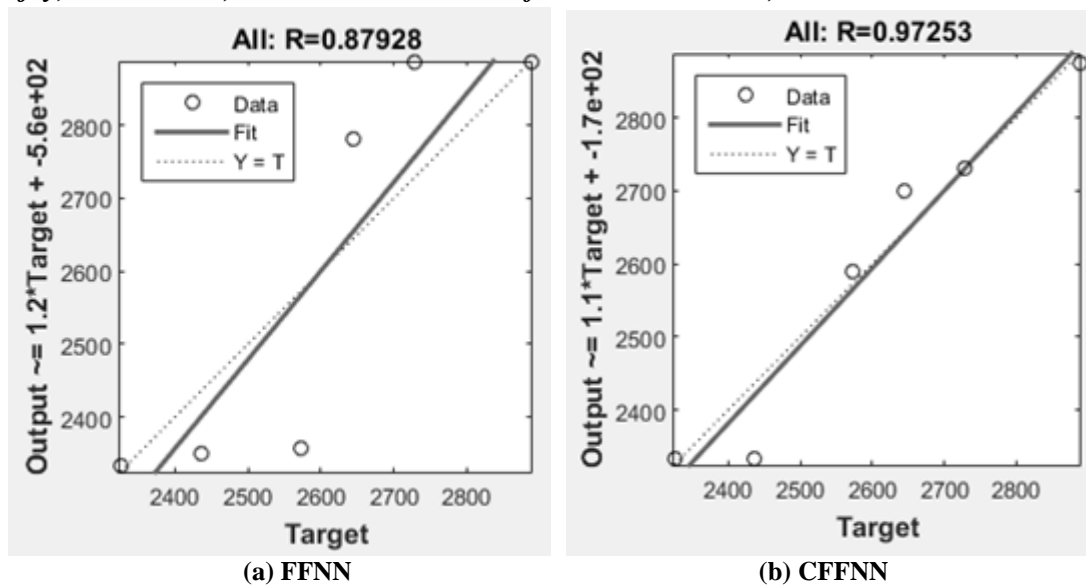 All: R=0.87928
Output ~= 1.2*Target + -5.6e+02
2800
2700
2600
2500
2400
Data
Fit
Y = T
2400 2500 2600 2700 2800
Target
(a) FFNN
All: R=0.97253
Output ~= 1.1*Target + -1.7e+02
2800
2700
2600
2500
2400
Data
Fit
Y = T
2400 2500 2600 2700 2800
Target
(b) CFFNN